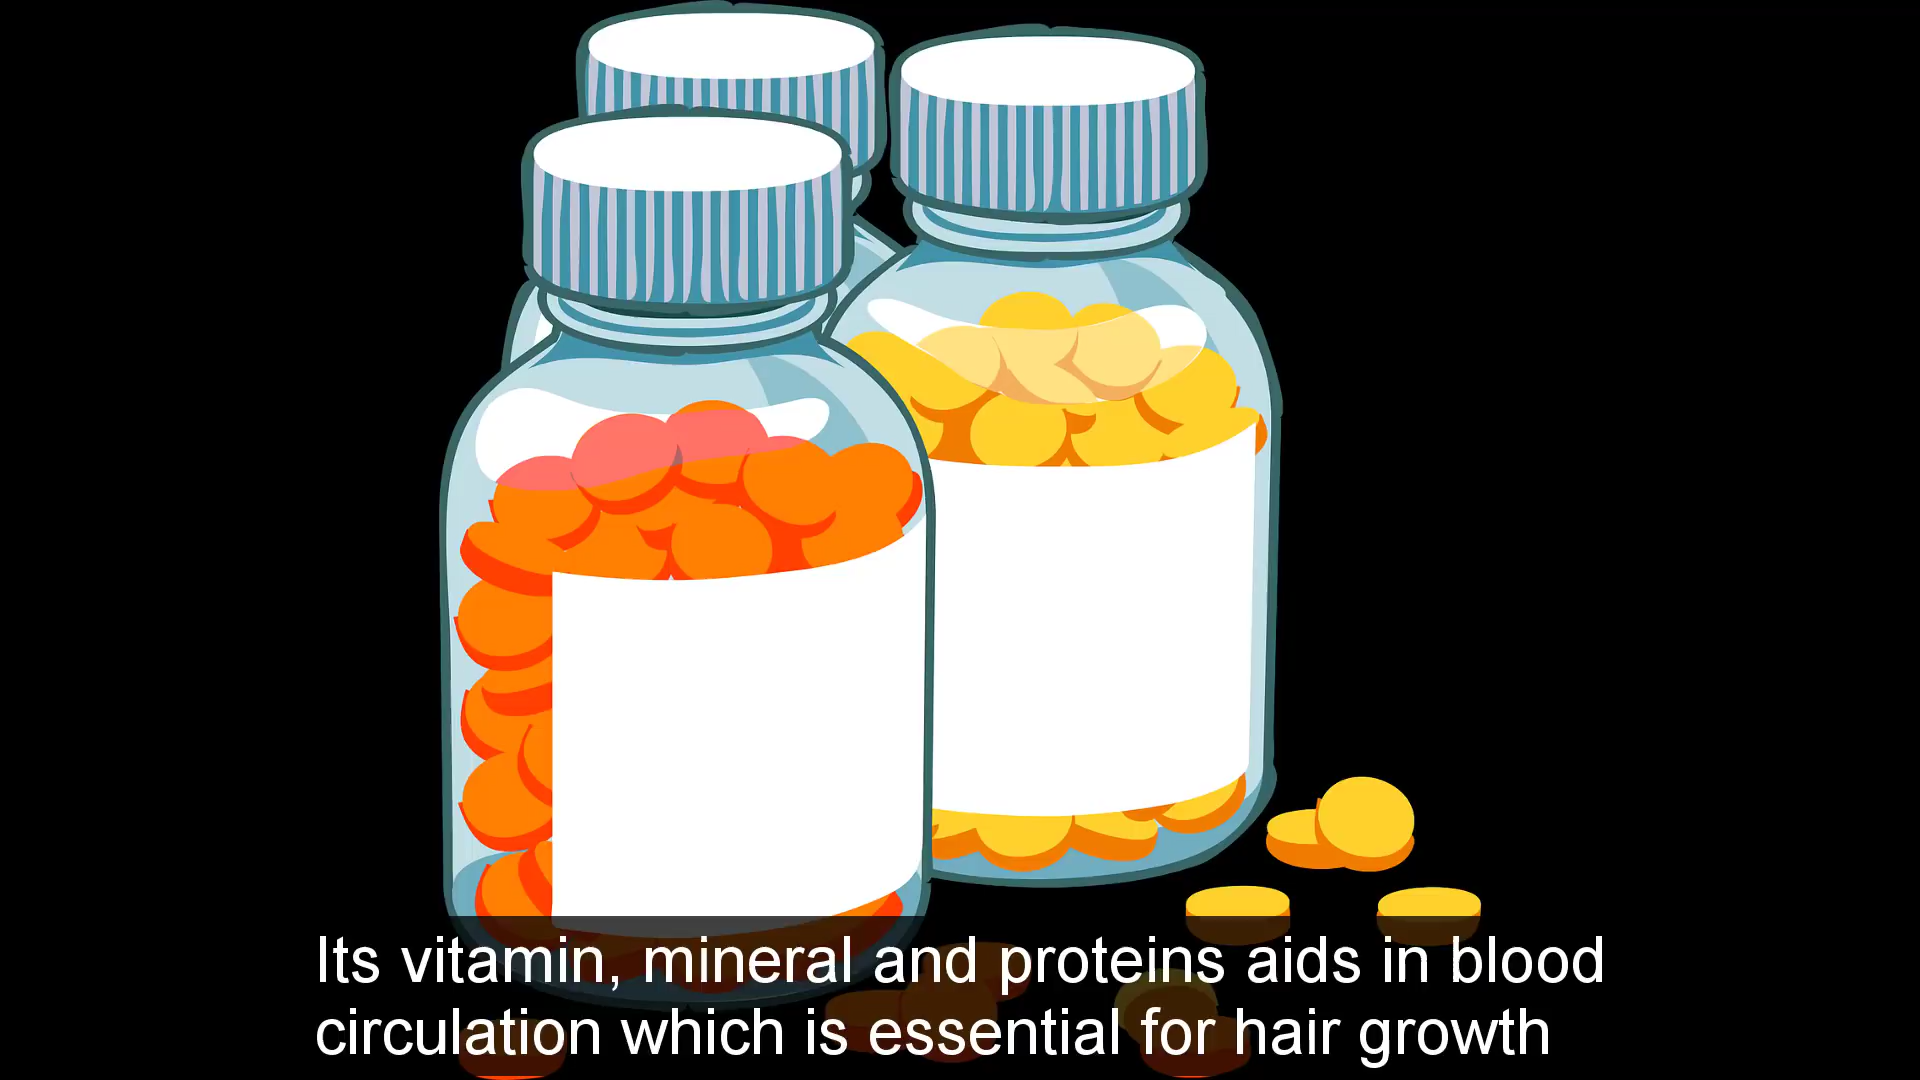 Its vitamin, mineral and proteins aids in blood
circulation which is essential for hair growth